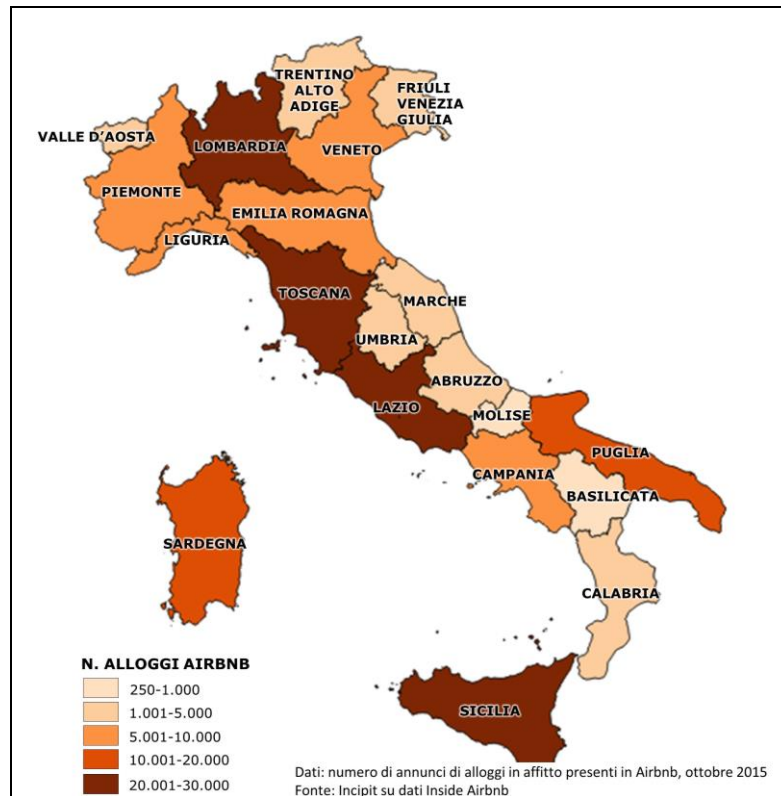 TRENTINO
ALTO
ADIGE
FRIULI
VENEZIA
GIULIA
VALLE D'AOSTA
LOMBARDIA
VENETO
PIEMONTE
EMILIA ROMAGNA
LIGURIA
TOSCANA
MARCHE
UMBRIA
ABRUZZO
LAZIO
MOLISE
PUGLIA
CAMPANIA
BASILICATA
SARDEGNA
CALABRIA
SICILIA
N. ALLOGGI AIRBNB
250-1.000
1.001-5.000
5.001-10.000
10.001-20.000
20.001-30.000
Dati: numero di annunci di alloggi in affitto presenti in Airbnb, ottobre 2015
Fonte: Incipit su dati Inside Airbnb